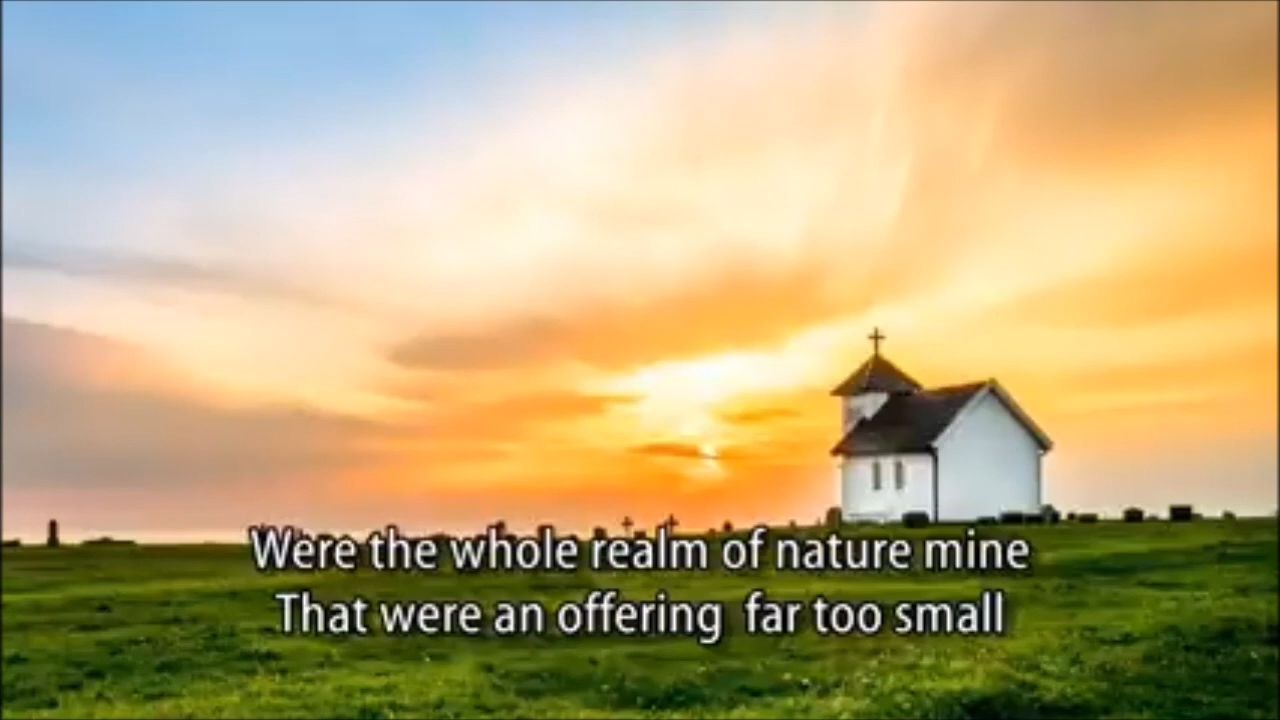 Were the whole realm of nature mine
That were an offering far too small